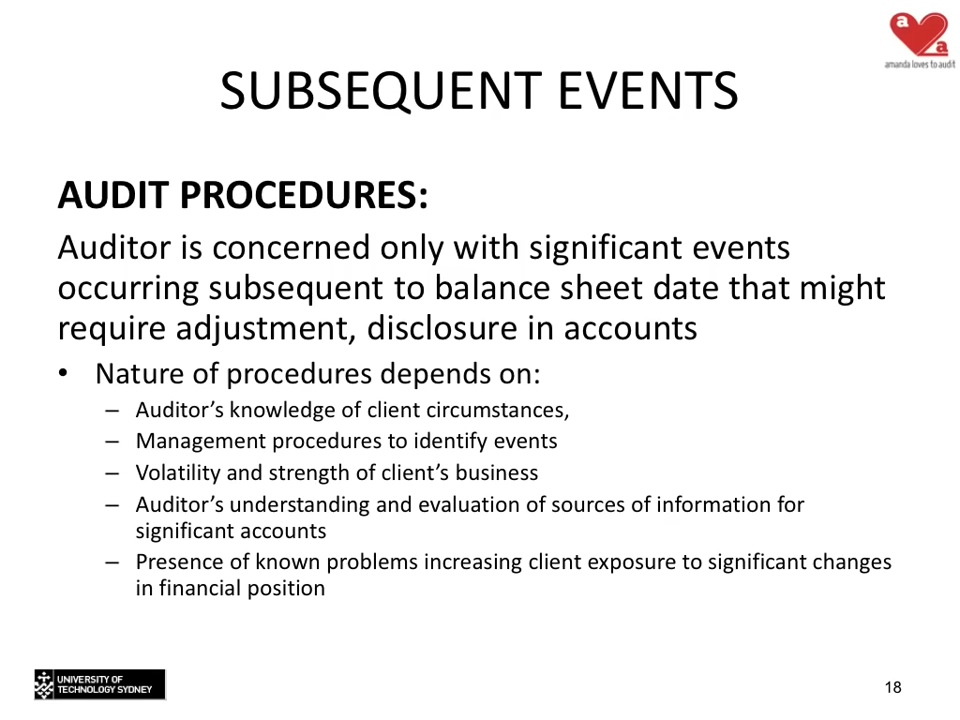 a
a
amanda loves to audit
SUBSEQUENT EVENTS
AUDIT PROCEDURES:
Auditor is concerned only with significant events
occurring subsequent to balance sheet date that might
require adjustment, disclosure in accounts
• Nature of procedures depends on:
– Auditor’s knowledge of client circumstances,
– Management procedures to identify events
– Volatility and strength of client’s business
– Auditor’s understanding and evaluation of sources of information for
significant accounts
– Presence of known problems increasing client exposure to significant changes
in financial position
UNIVERSITY OF
TECHNOLOGY SYDNEY
18